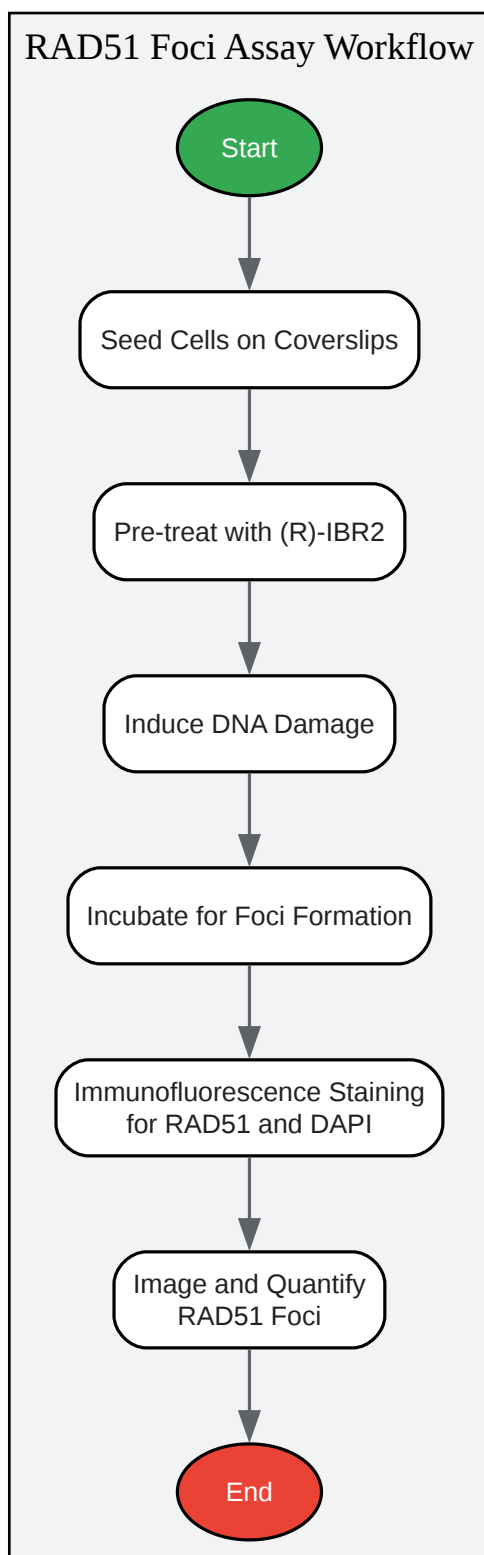 RAD51 Foci Assay Workflow
Start
Seed Cells on Coverslips
Pre-treat with (R)-IBR2
Induce DNA Damage
Incubate for Foci Formation
Immunofluorescence Staining
for RAD51 and DAPI
Image and Quantify
RAD51 Foci
End